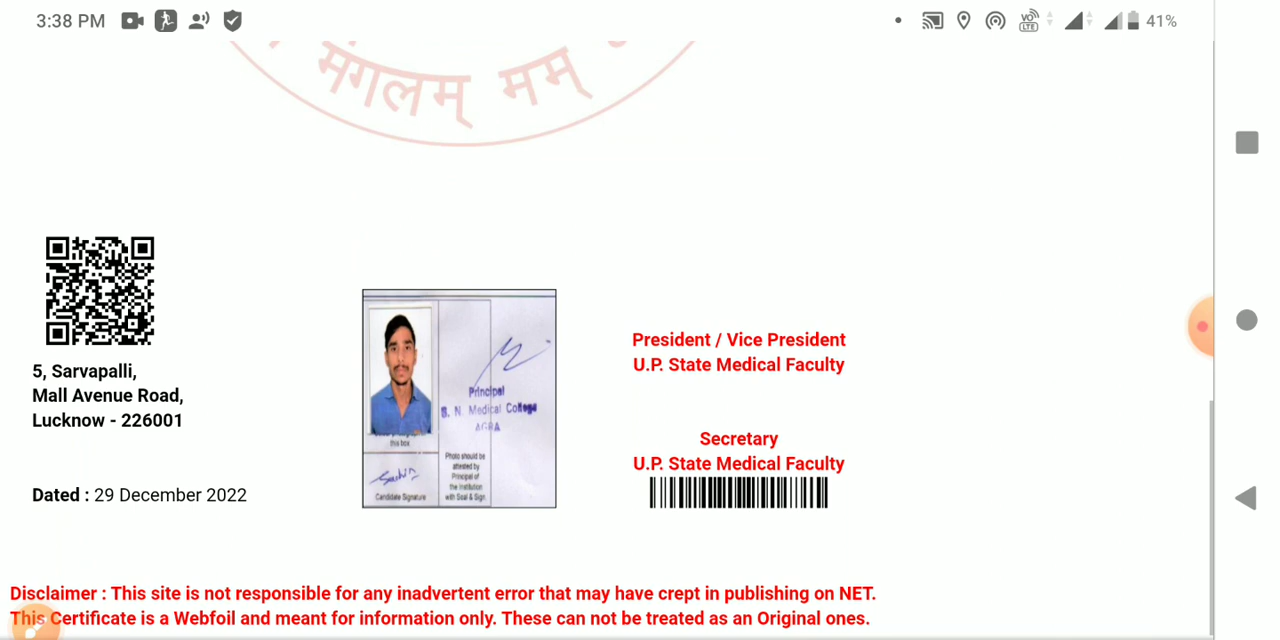 3:38 PM
VO
LTE
41%
मंगलम् मम्
5, Sarvapalli,
Mall Avenue Road,
Lucknow - 226001
Dated : 29 December 2022
Principal
S. N. Medical College
AGRA
this box
Candidate Signature
Photo should be
attested by
Principal of
the Institution
with Seal & Sign.
President / Vice President
U.P. State Medical Faculty
Secretary
U.P. State Medical Faculty
Disclaimer : This site is not responsible for any inadvertent error that may have crept in publishing on NET.
This Certificate is a Webfoil and meant for information only. These can not be treated as an Original ones.